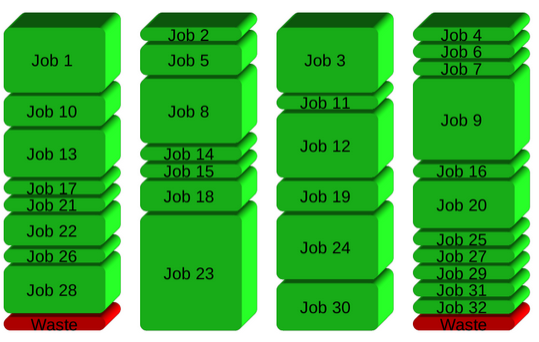 Job 1
Job 10
Job 13
Job 17
Job 21
Job 22
Job 26
Job 28
Waste
Job 2
Job 5
Job 8
Job 14
Job 15
Job 18
Job 23
Job 3
Job 11
Job 12
Job 19
Job 24
Job 30
Job 4
Job 6
Job 7
Job 9
Job 16
Job 20
Job 25
Job 27
Job 29
Job 31
Job 32
Waste